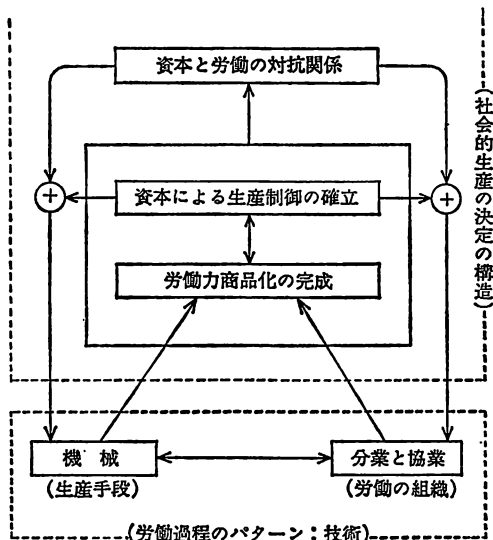 資本と労働の対抗関係
(社会的生産の決定の構造)
+
資本による生産制御の確立
+
労働力商品化の完成
機械
(生産手段)
分業と協業
(労働の組織)
(労働過程のパターン:技術)